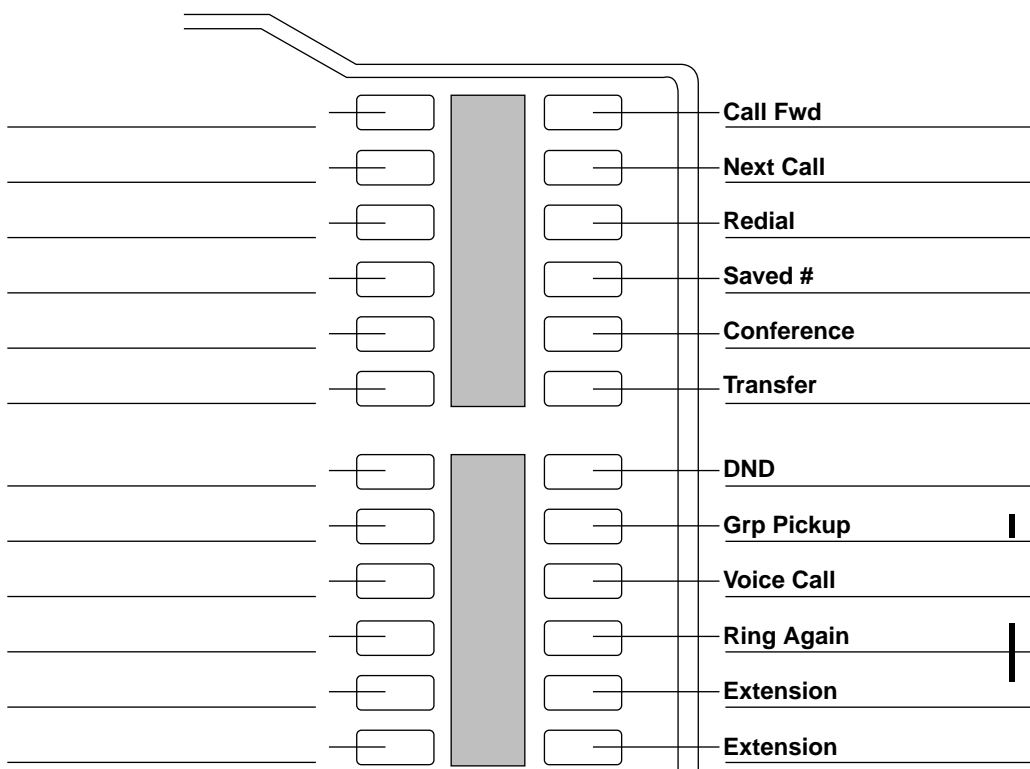 Call Fwd
Next Call
Redial
Saved #
Conference
Transfer
DND
Grp Pickup
Voice Call
Ring Again
Extension
Extension